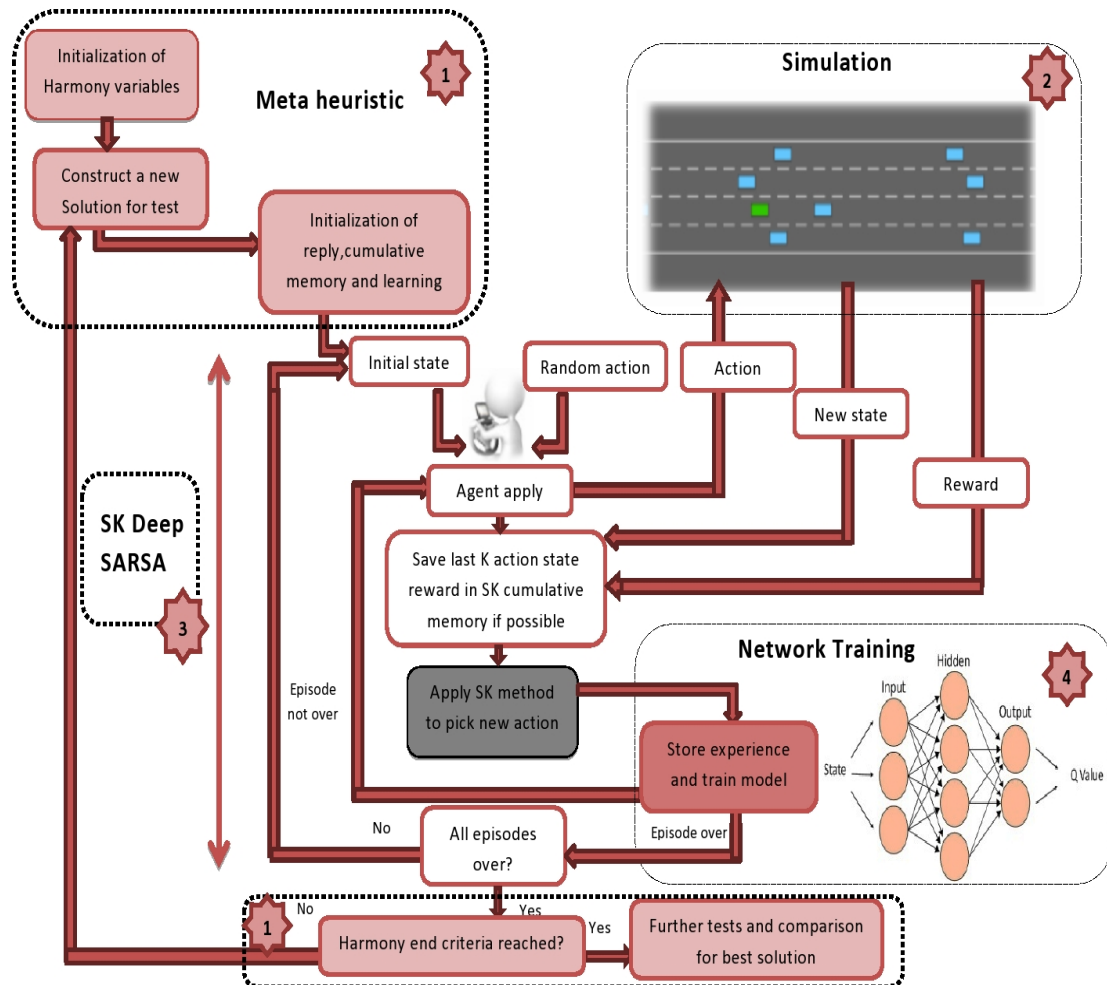 Initialization of
Harmony variables
1
Meta heuristic
Construct a new
Solution for test
Initialization of
reply,cumulative
memory and learning
Simulation
2
Initial state
Random action
Action
New state
Reward
Agent apply
SK Deep
SARSA
3
Save last K action state
reward in SK cumulative
memory if possible
Apply SK method
to pick new action
Episode
not over
Network Training
4
Input
Hidden
Output
State
Q Value
Store experience
and train model
Episode over
No
All episodes
over?
Yes
No
1
Harmony end criteria reached?
Yes
Further tests and comparison
for best solution